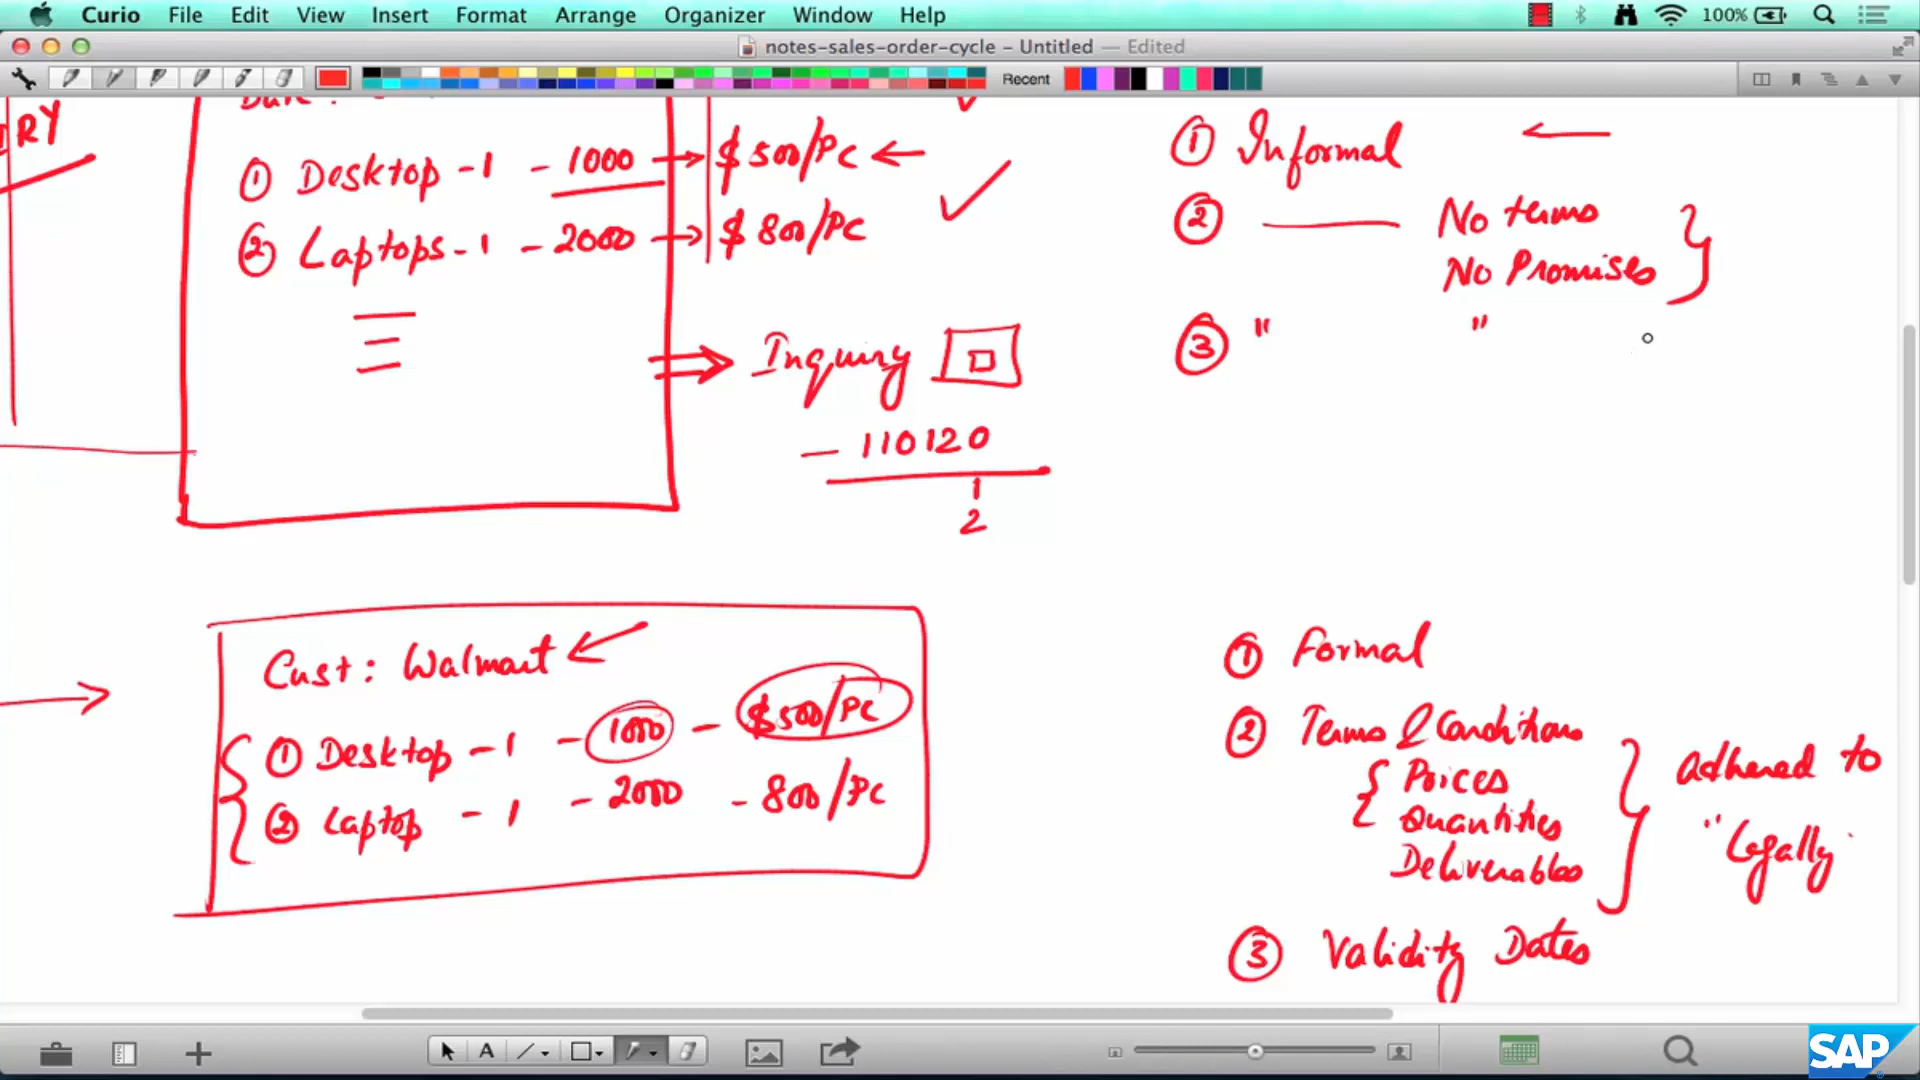 Curio File Edit View Insert Format Arrange Organizer Window Help 100%
notes-sales-order-cycle – Untitled — Edited
Recent
RY
① Desktop - 1 - 1000 → $500/PC
② Laptops - 1 - 2000 → $800/PC
Inquiry
- 110120
1
2
① Informal
② No terms
No Promises
③ " "
Cust: Walmart
① Desktop - 1 - 1000 - $500/PC
② Laptop - 1 - 2000 - 800/PC
① Formal
② Terms & Conditions
Prices
Quantities
Deliverables
Adhered to
"Legally"
③ Validity Dates
A
SAP